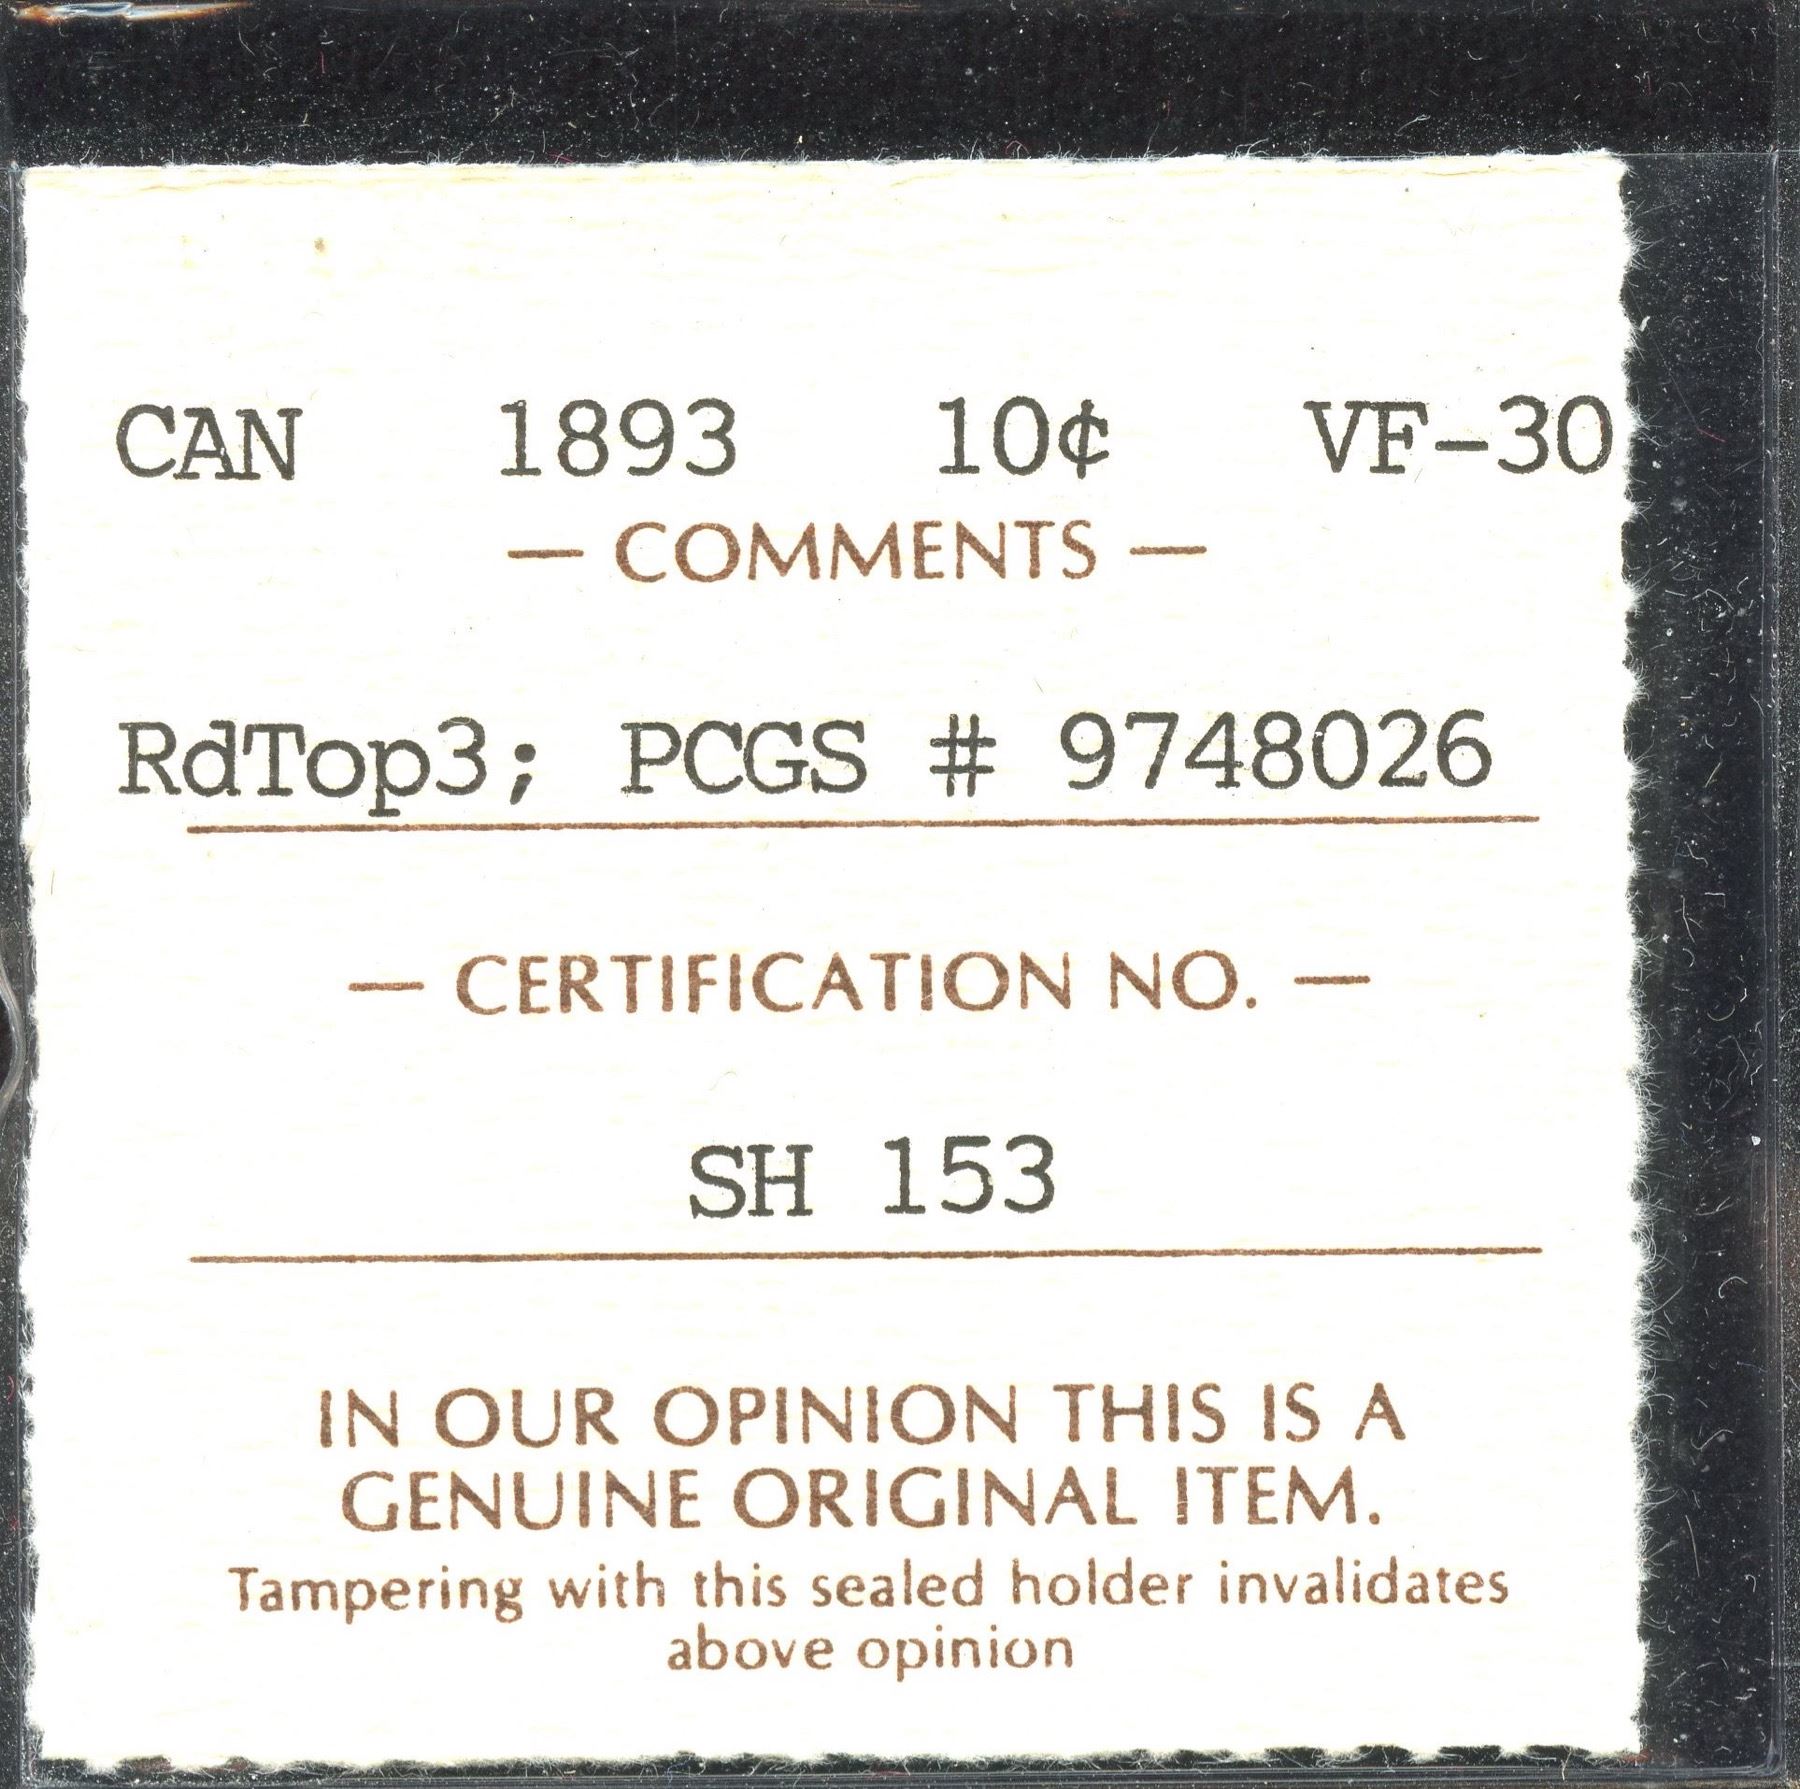 CAN 1893 10¢ VF-30
— COMMENTS —
RdTop3; PCGS # 9748026
— CERTIFICATION NO. —
SH 153
IN OUR OPINION THIS IS A
GENUINE ORIGINAL ITEM.
Tampering with this sealed holder invalidates
above opinion